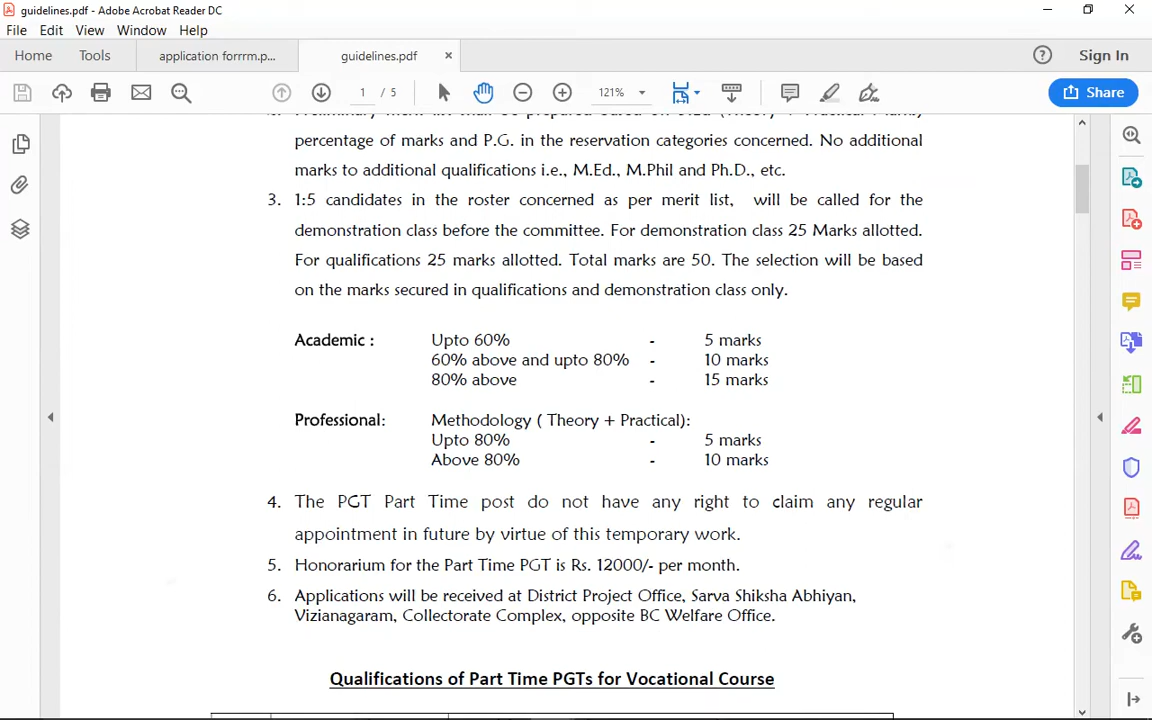 guidelines.pdf - Adobe Acrobat Reader DC
File Edit View Window Help
Home Tools application forrrm.p... guidelines.pdf × Sign In
1 / 5 121% Share
percentage of marks and P.G. in the reservation categories concerned. No additional
marks to additional qualifications i.e., M.Ed., M.Phil and Ph.D., etc.
3. 1:5 candidates in the roster concerned as per merit list, will be called for the
demonstration class before the committee. For demonstration class 25 Marks allotted.
For qualifications 25 marks allotted. Total marks are 50. The selection will be based
on the marks secured in qualifications and demonstration class only.
Academic : Upto 60% - 5 marks
60% above and upto 80% - 10 marks
80% above - 15 marks
Professional: Methodology ( Theory + Practical):
Upto 80% - 5 marks
Above 80% - 10 marks
4. The PGT Part Time post do not have any right to claim any regular
appointment in future by virtue of this temporary work.
5. Honorarium for the Part Time PGT is Rs. 12000/- per month.
6. Applications will be received at District Project Office, Sarva Shiksha Abhiyan,
Vizianagaram, Collectorate Complex, opposite BC Welfare Office.
Qualifications of Part Time PGTs for Vocational Course